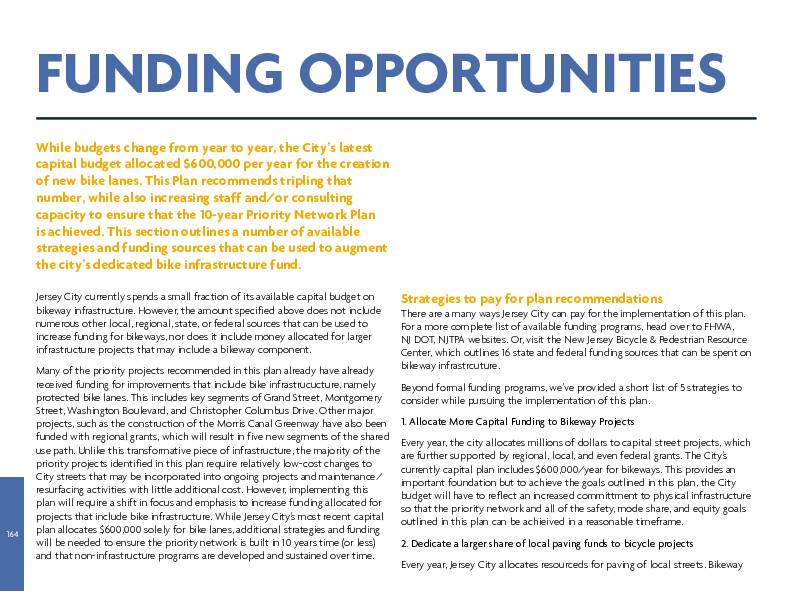 FUNDING OPPORTUNITIES
While budgets change from year to year, the City's latest
capital budget allocated $600,000 per year for the creation
of new bike lanes. This Plan recommends tripling that
number, while also increasing staff and/or consulting
capacity to ensure that the 10-year Priority Network Plan
is achieved. This section outlines a number of available
strategies and funding sources that can be used to augment
the city's dedicated bike infrastructure fund.
Jersey City currently spends a small fraction of its available capital budget on
bikeway infrastructure. However, the amount specified above does not include
numerous other local, regional, state, or federal sources that can be used to
increase funding for bikeways, nor does it include money allocated for larger
infrastructure projects that may include a bikeway component.
Many of the priority projects recommended in this plan already have already
received funding for improvements that include bike infrastrucucture, namely
protected bike lanes. This includes key segments of Grand Street, Montgomery
Street, Washington Boulevard, and Christopher Columbus Drive. Other major
projects, such as the construction of the Morris Canal Greenway have also been
funded with regional grants, which will result in five new segments of the shared
use path. Unlike this transformative piece of infrastructure, the majority of the
priority projects identified in this plan require relatively low-cost changes to
City streets that may be incorporated into ongoing projects and maintenance/
resurfacing activities with little additional cost. However, implementing this
plan will require a shift in focus and emphasis to increase funding allocated for
projects that include bike infrastructure. While Jersey City's most recent capital
plan allocates $600,000 solely for bike lanes, additional strategies and funding
will be needed to ensure the priority network is built in 10 years time (or less)
and that non-infrastructure programs are developed and sustained over time.
164
Strategies to pay for plan recommendations
There are a many ways Jersey City can pay for the implementation of this plan.
For a more complete list of available funding programs, head over to FHWA,
NJ DOT, NJTPA websites. Or, visit the New Jersey Bicycle & Pedestrian Resource
Center, which outlines 16 state and federal funding sources that can be spent on
bikeway infrastrcuture.
Beyond formal funding programs, we've provided a short list of 5 strategies to
consider while pursuing the implementation of this plan.
1. Allocate More Capital Funding to Bikeway Projects
Every year, the city allocates millions of dollars to capital street projects, which
are further supported by regional, local, and even federal grants. The City's
currently capital plan includes $600,000/year for bikeways. This provides an
important foundation but to achieve the goals outlined in this plan, the City
budget will have to reflect an increased committment to physical infrastructure
so that the priority network and all of the safety, mode share, and equity goals
outlined in this plan can be achieived in a reasonable timeframe.
2. Dedicate a larger share of local paving funds to bicycle projects
Every year, Jersey City allocates resourceds for paving of local streets. Bikeway